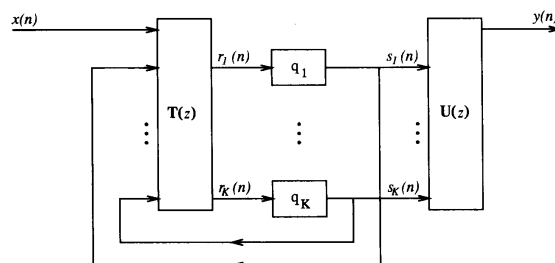 x(n)
y(n)
r1(n)
q1
s1(n)
T(z)
U(z)
rK(n)
qK
sK(n)